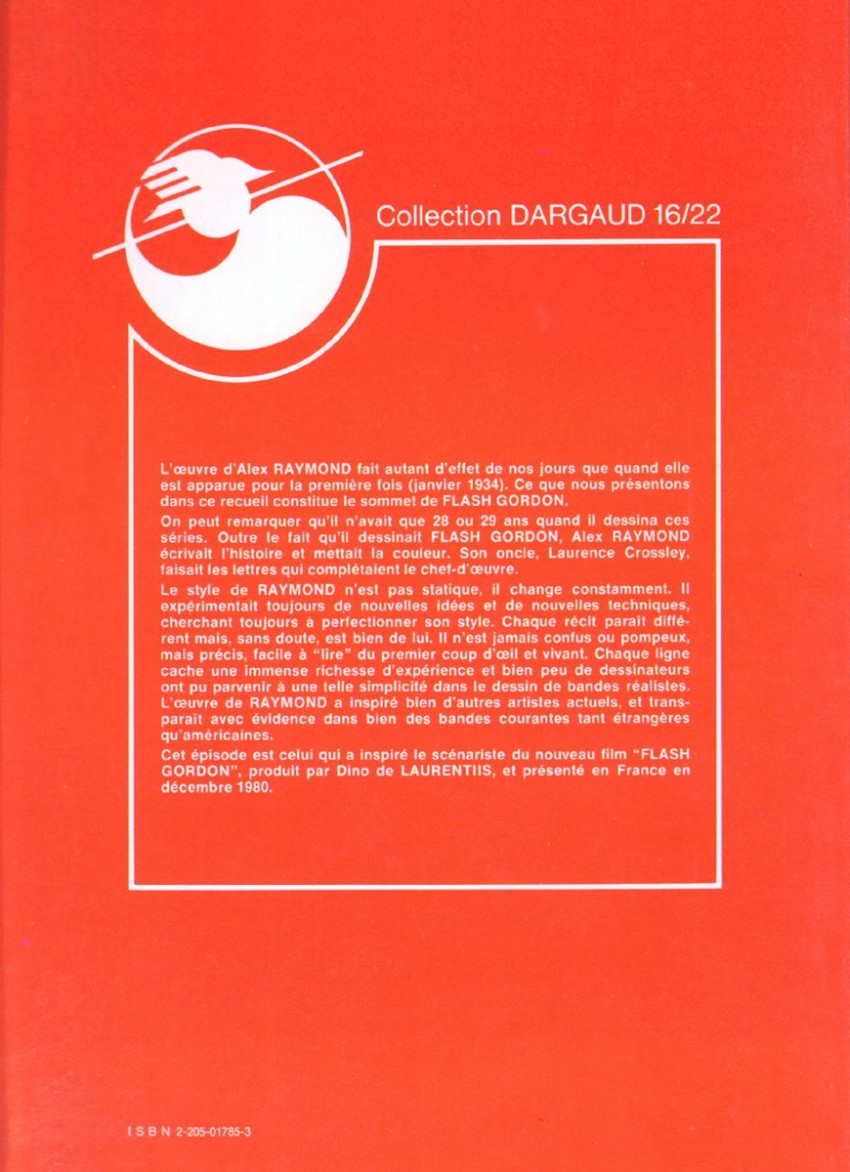 Collection DARGAUD 16/22
L'œuvre d'Alex RAYMOND fait autant d'effet de nos jours que quand elle
est apparue pour la première fois (janvier 1934). Ce que nous présentons
dans ce recueil constitue le sommet de FLASH GORDON.
On peut remarquer qu'il n'avait que 28 ou 29 ans quand il dessina ces
séries. Outre le fait qu'il dessinait FLASH GORDON, Alex RAYMOND
écrivait l'histoire et mettait la couleur. Son oncle, Laurence Crossley,
faisait les lettres qui complétaient le chef-d'œuvre.
Le style de RAYMOND n'est pas statique, il change constamment. Il
expérimentait toujours de nouvelles idées et de nouvelles techniques,
cherchant toujours à perfectionner son style. Chaque récit paraît diffé-
rent mais, sans doute, est bien de lui. Il n'est jamais confus ou pompeux,
mais précis, facile à "lire" du premier coup d'œil et vivant. Chaque ligne
cache une immense richesse d'expérience et bien peu de dessinateurs
ont pu parvenir à une telle simplicité dans le dessin de bandes réalistes.
L'œuvre de RAYMOND a inspiré bien d'autres artistes actuels, et trans-
paraît avec évidence dans bien des bandes courantes tant étrangères
qu'américaines.
Cet épisode est celui qui a inspiré le scénariste du nouveau film "FLASH
GORDON", produit par Dino de LAURENTIIS, et présenté en France en
décembre 1980.
ISBN 2-205-01785-3